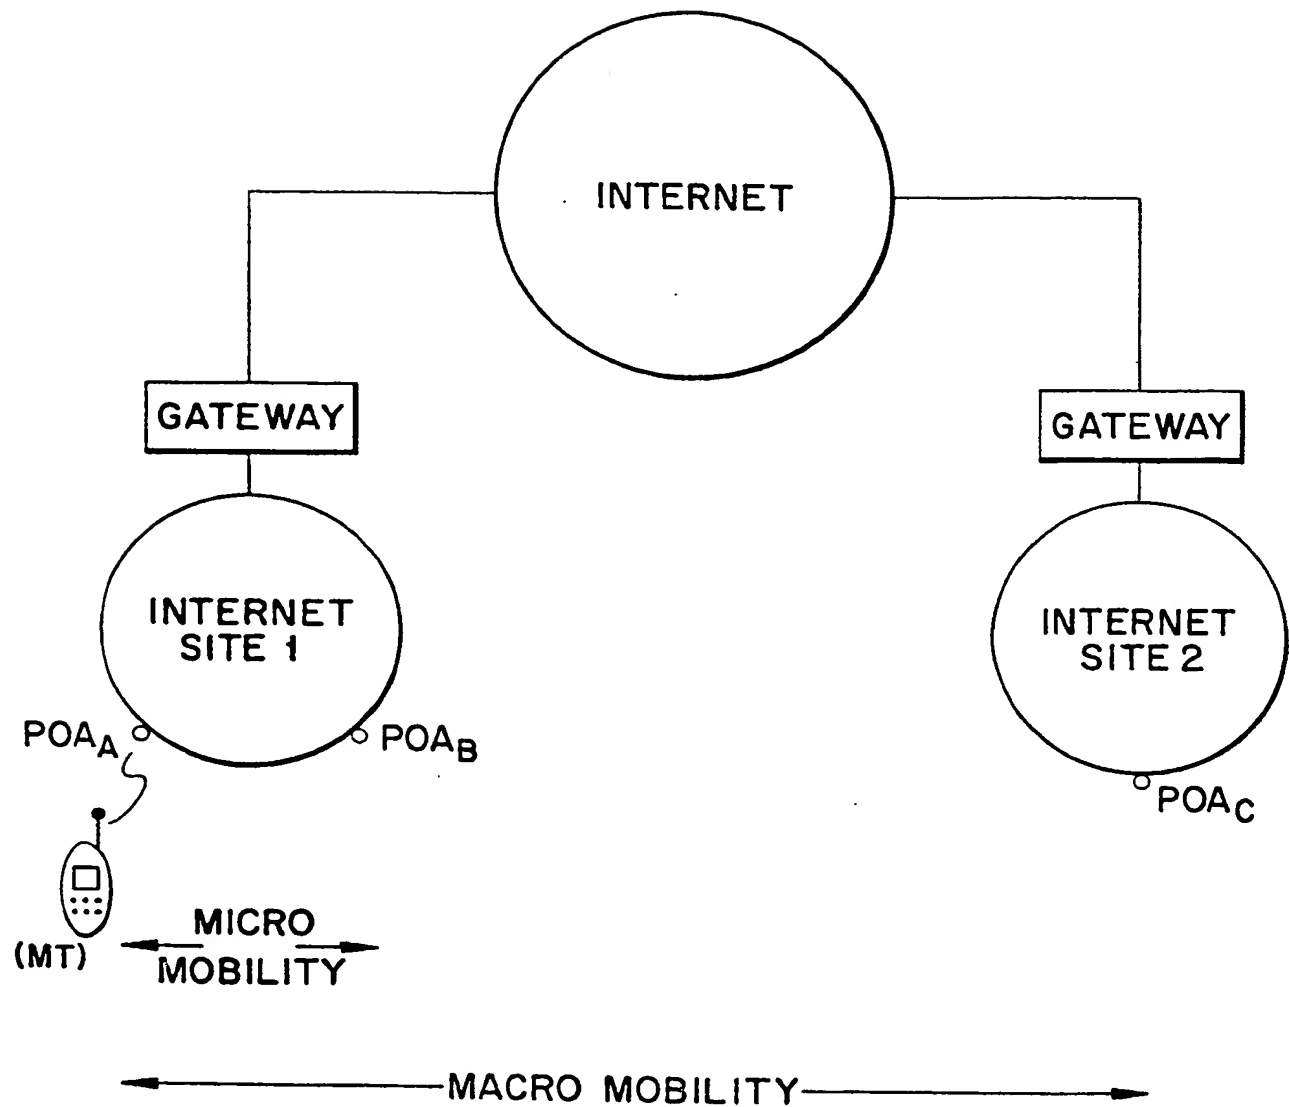 INTERNET
GATEWAY
GATEWAY
INTERNET
SITE 1
INTERNET
SITE 2
POAA
POAB
POAC
(MT)
MICRO
MOBILITY
MACRO MOBILITY